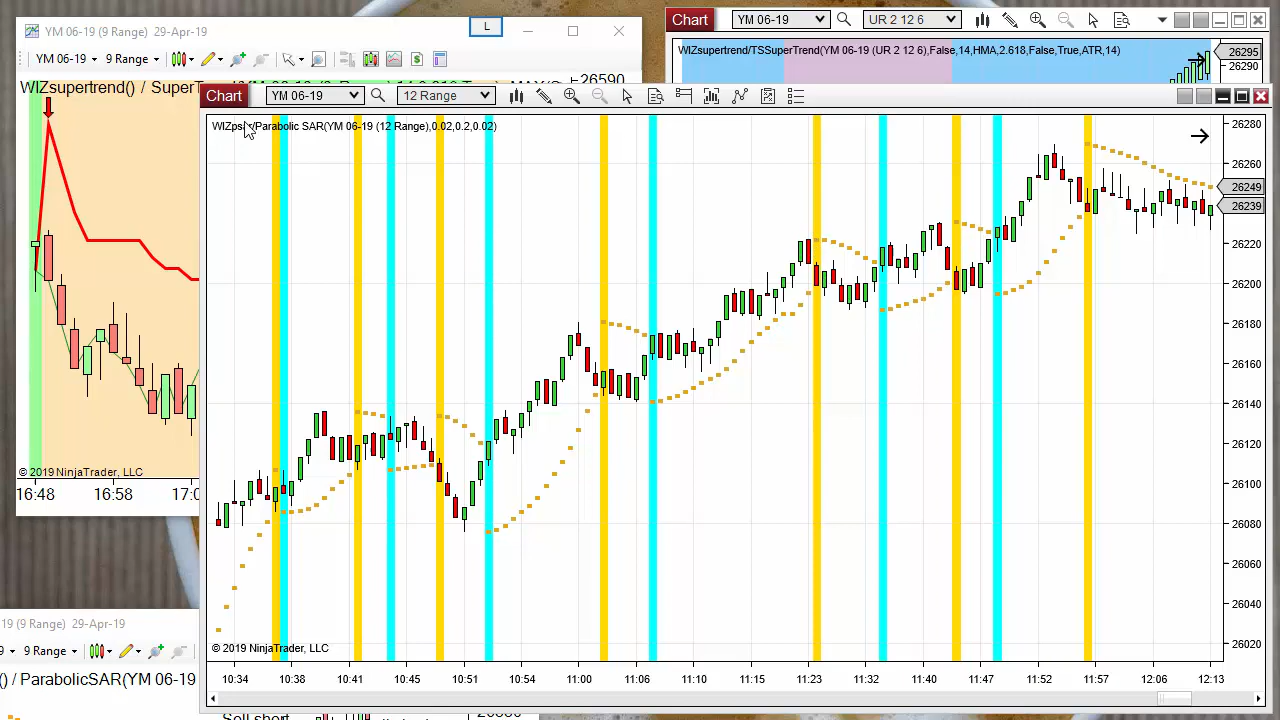 YM 06-19 (9 Range)  29-Apr-19
L
YM 06-19
9 Range
WIZsupertrend() / Super
26590
Chart
YM 06-19
UR 2 12 6
WIZsupertrend/TSSuperTrend(YM 06-19 (UR 2 12 6),False,14,HMA,2.618,False,True,ATR,14)
26295
26290
Chart
YM 06-19
12 Range
WIZpsar/Parabolic SAR(YM 06-19 (12 Range),0.02,0.2,0.02)
26280
26260
26249
26239
26220
26200
26180
26160
26140
26120
26100
26080
26060
26040
26020
© 2019 NinjaTrader, LLC
10:34
10:38
10:41
10:45
10:51
11:00
11:06
11:10
11:15
11:23
11:32
11:41
11:47
11:52
11:57
12:06
12:13
© 2019 NinjaTrader, LLC
16:48
16:58
17:0
19 (9 Range)  29-Apr-19
9
9 Range
() / ParabolicSAR(YM 06-19
Sell short